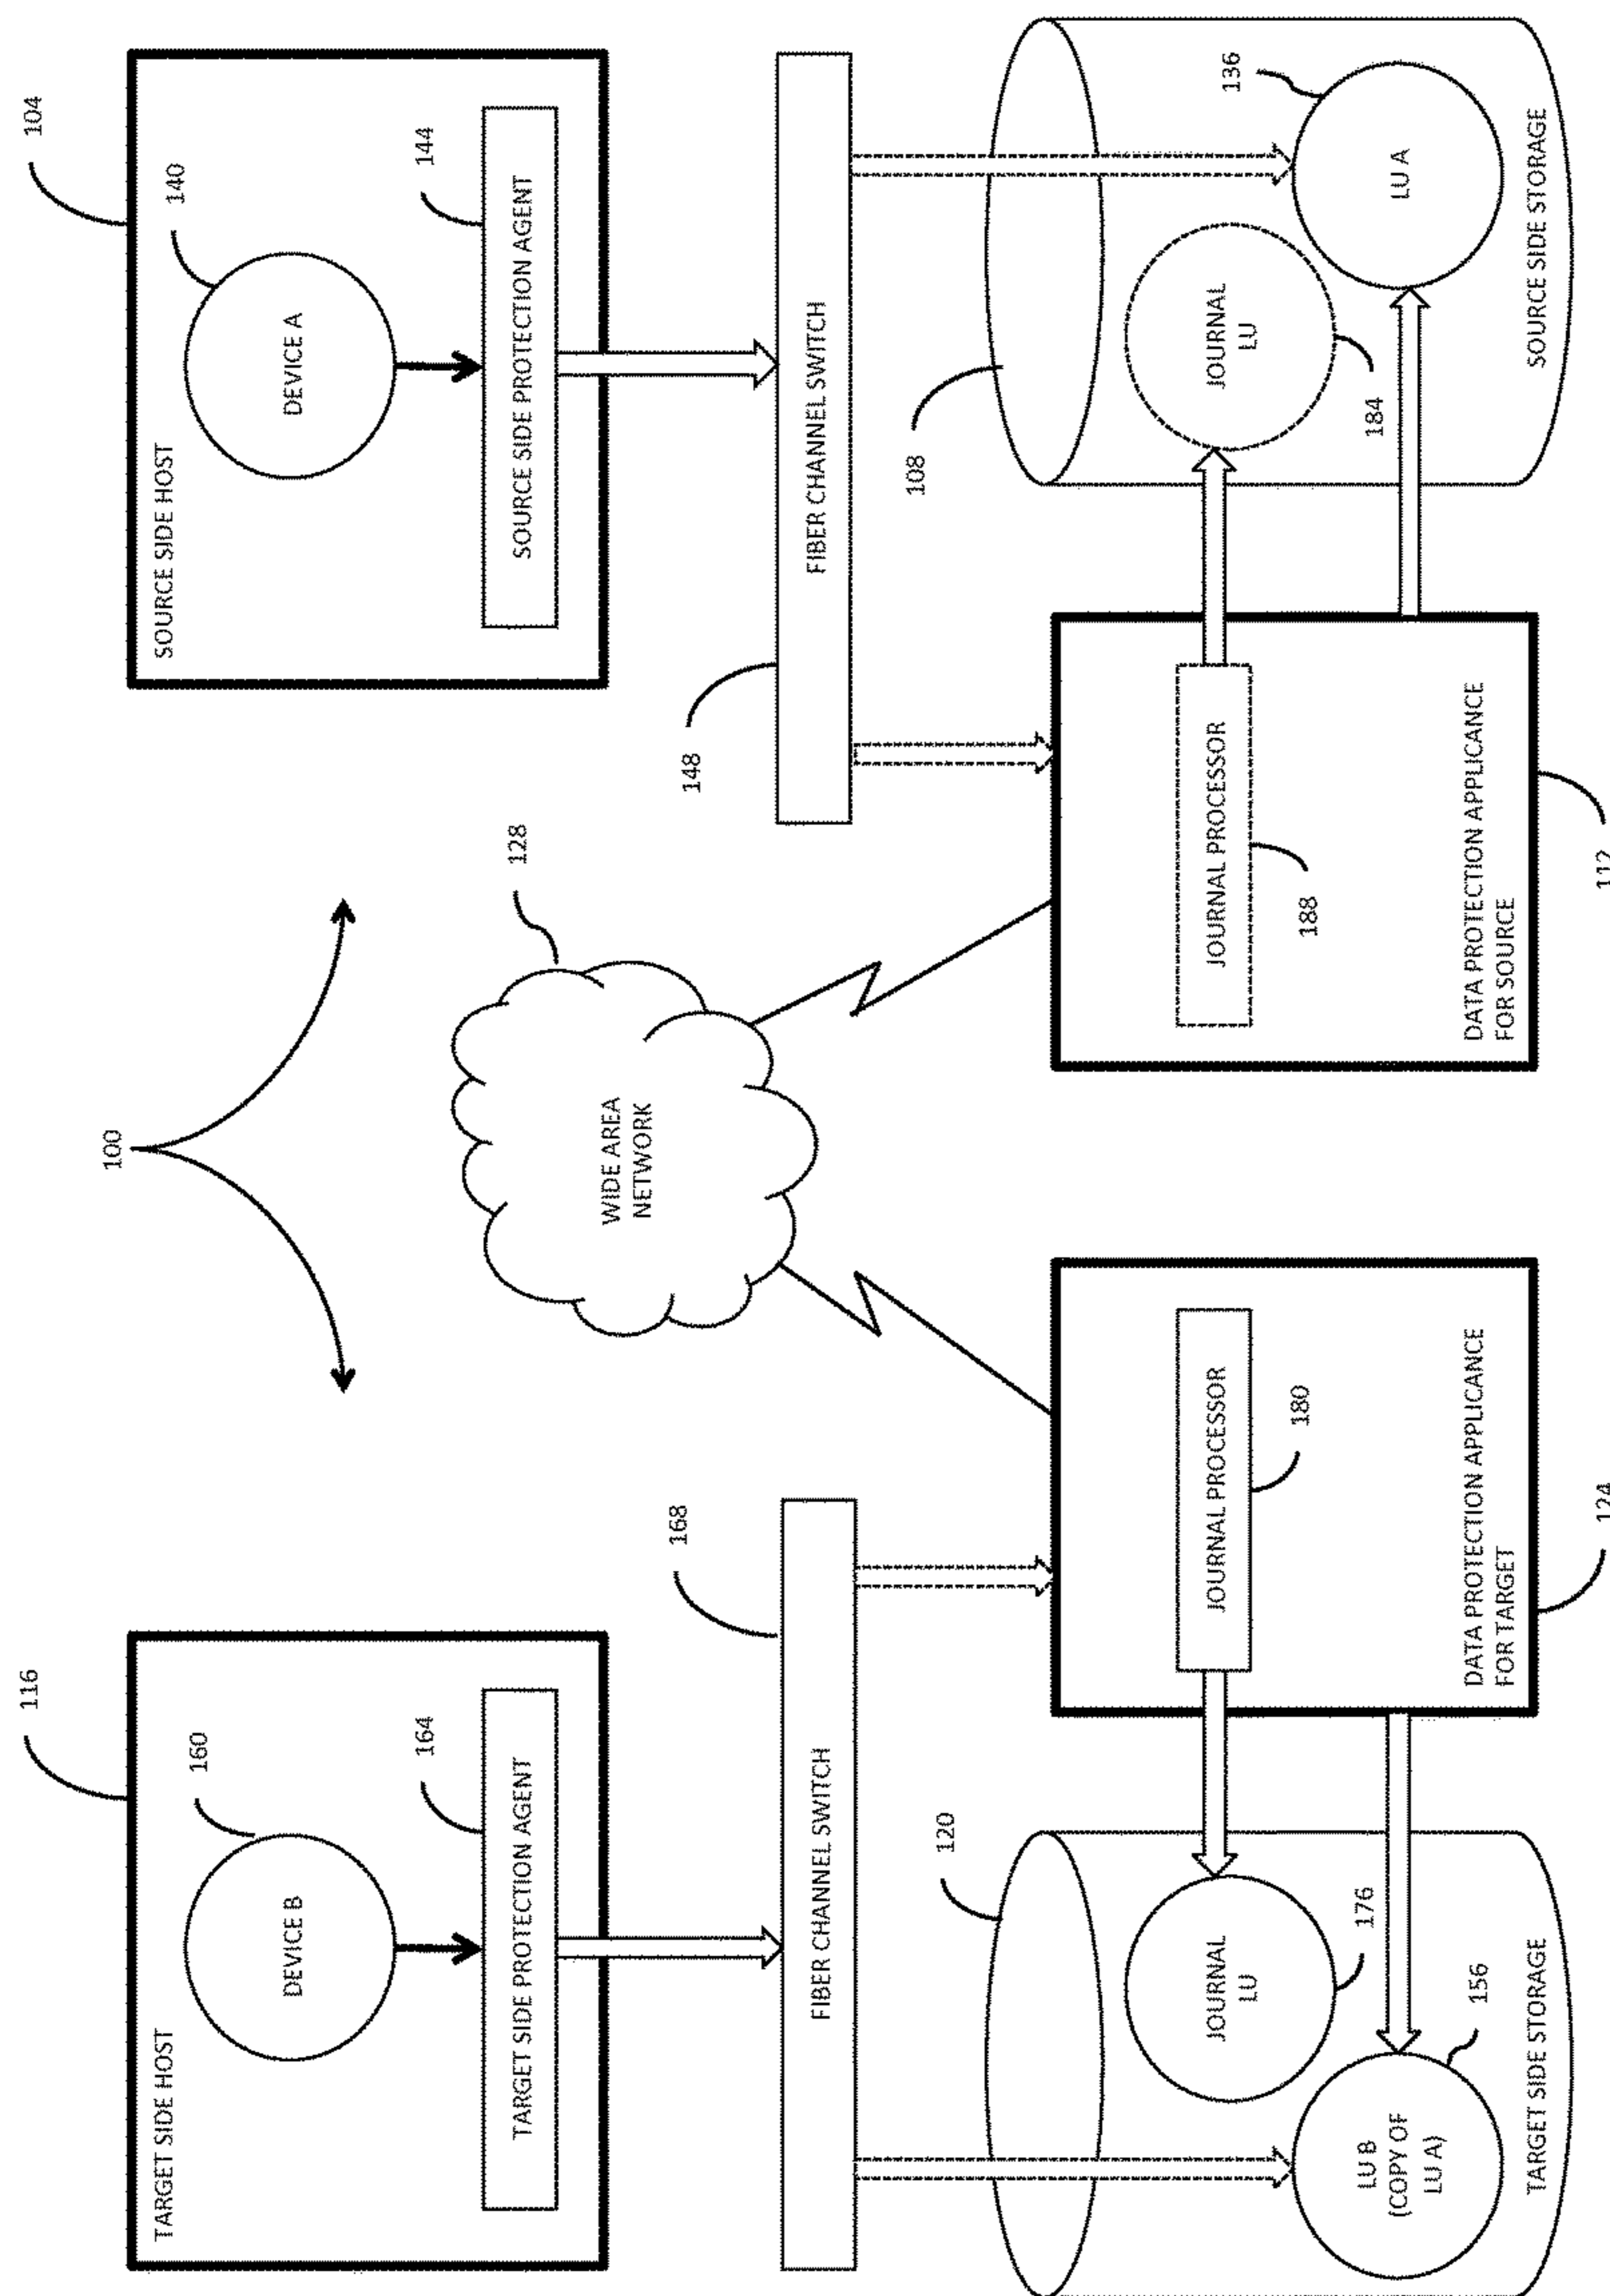 100
116
TARGET SIDE HOST
160
DEVICE B
164
TARGET SIDE PROTECTION AGENT
104
SOURCE SIDE HOST
140
DEVICE A
144
SOURCE SIDE PROTECTION AGENT
128
WIDE AREA
NETWORK
168
FIBER CHANNEL SWITCH
148
FIBER CHANNEL SWITCH
120
JOURNAL
LU
176
LU B
(COPY OF
LU A)
156
TARGET SIDE STORAGE
JOURNAL PROCESSOR
180
DATA PROTECTION APPLICANCE
FOR TARGET
124
JOURNAL PROCESSOR
188
DATA PROTECTION APPLICANCE
FOR SOURCE
112
108
JOURNAL
LU
184
136
LU A
SOURCE SIDE STORAGE